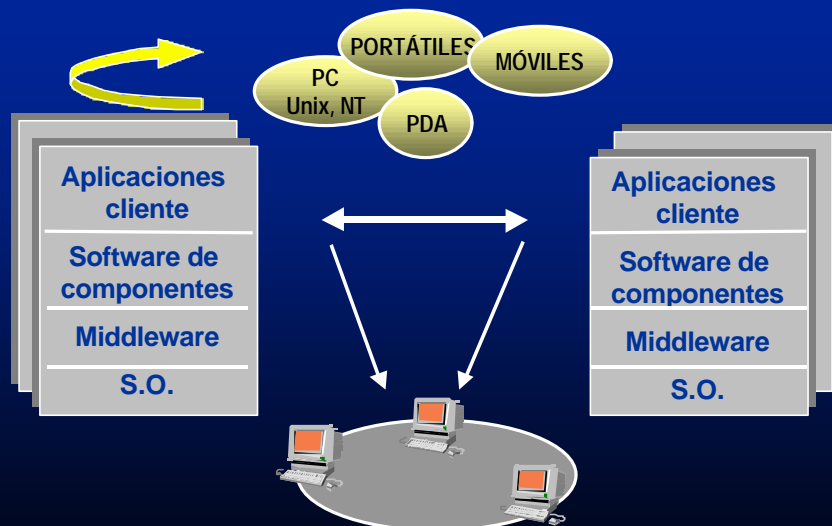 PORTÁTILES
MÓVILES
PC
Unix, NT
PDA
Aplicaciones
cliente
Software de
componentes
Middleware
S.O.
Aplicaciones
cliente
Software de
componentes
Middleware
S.O.